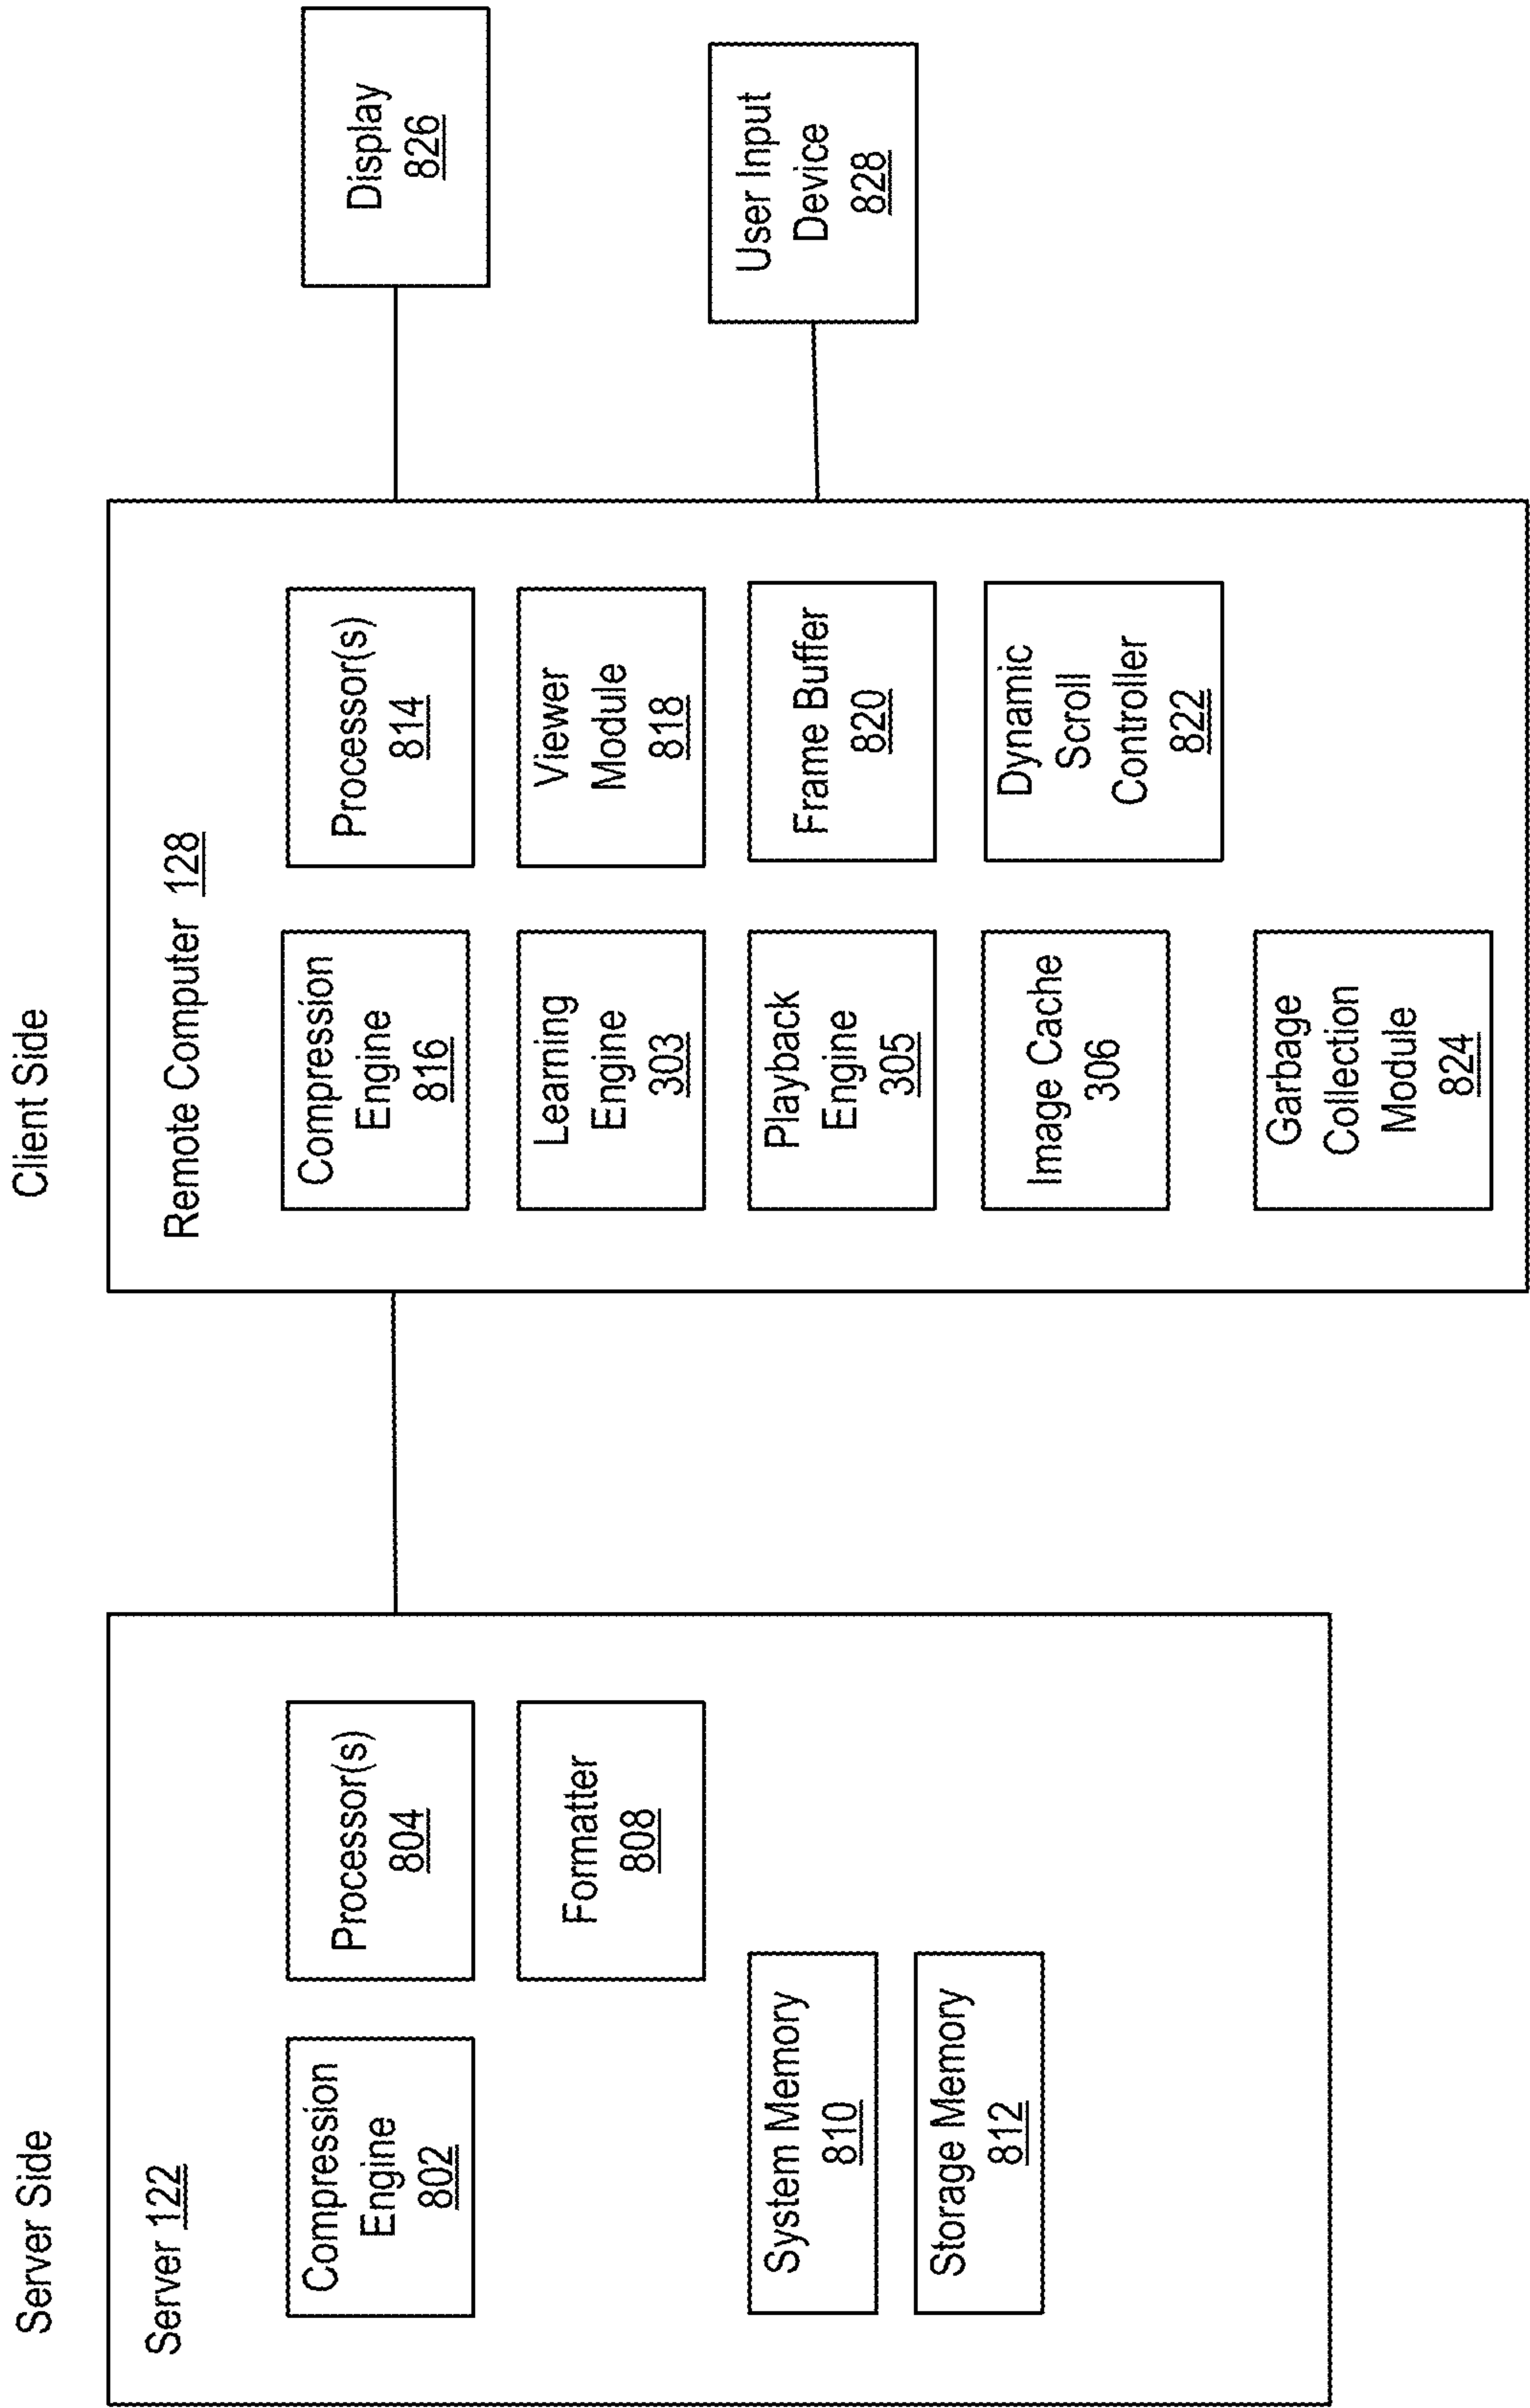 Server Side
Client Side
Server 122
Compression
Engine
802
Processor(s)
804
Formatter
808
System Memory
810
Storage Memory
812
Remote Computer 128
Compression
Engine
816
Processor(s)
814
Learning
Engine
303
Viewer
Module
818
Playback
Engine
305
Frame Buffer
820
Image Cache
306
Dynamic
Scroll
Controller
822
Garbage
Collection
Module
824
Display
826
User Input
Device
828